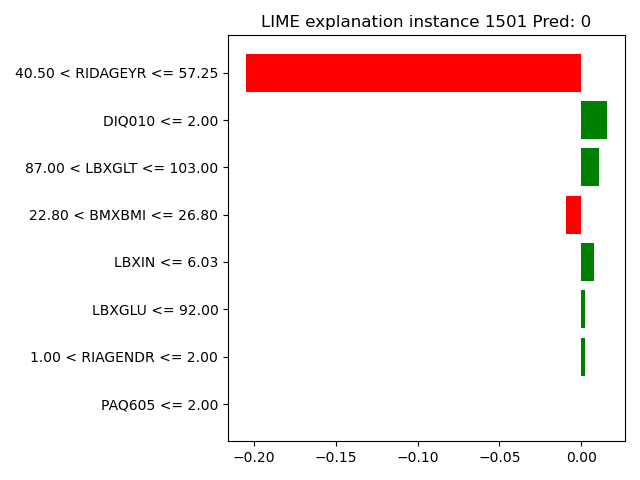 LIME explanation instance 1501 Pred: 0
40.50 < RIDAGEYR <= 57.25
DIQ010 <= 2.00
87.00 < LBXGLT <= 103.00
22.80 < BMXBMI <= 26.80
LBXIN <= 6.03
LBXGLU <= 92.00
1.00 < RIAGENDR <= 2.00
PAQ605 <= 2.00
−0.20 −0.15 −0.10 −0.05 0.00